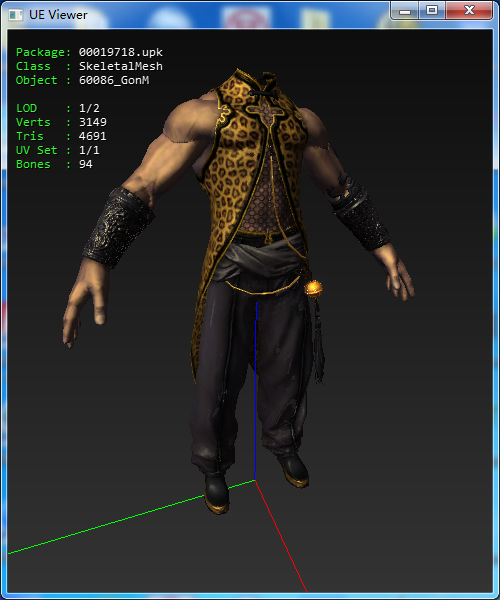 UE Viewer
Package: 00019718.upk
Class : SkeletalMesh
Object : 60086_GonM
LOD : 1/2
Verts : 3149
Tris : 4691
UV Set : 1/1
Bones : 94